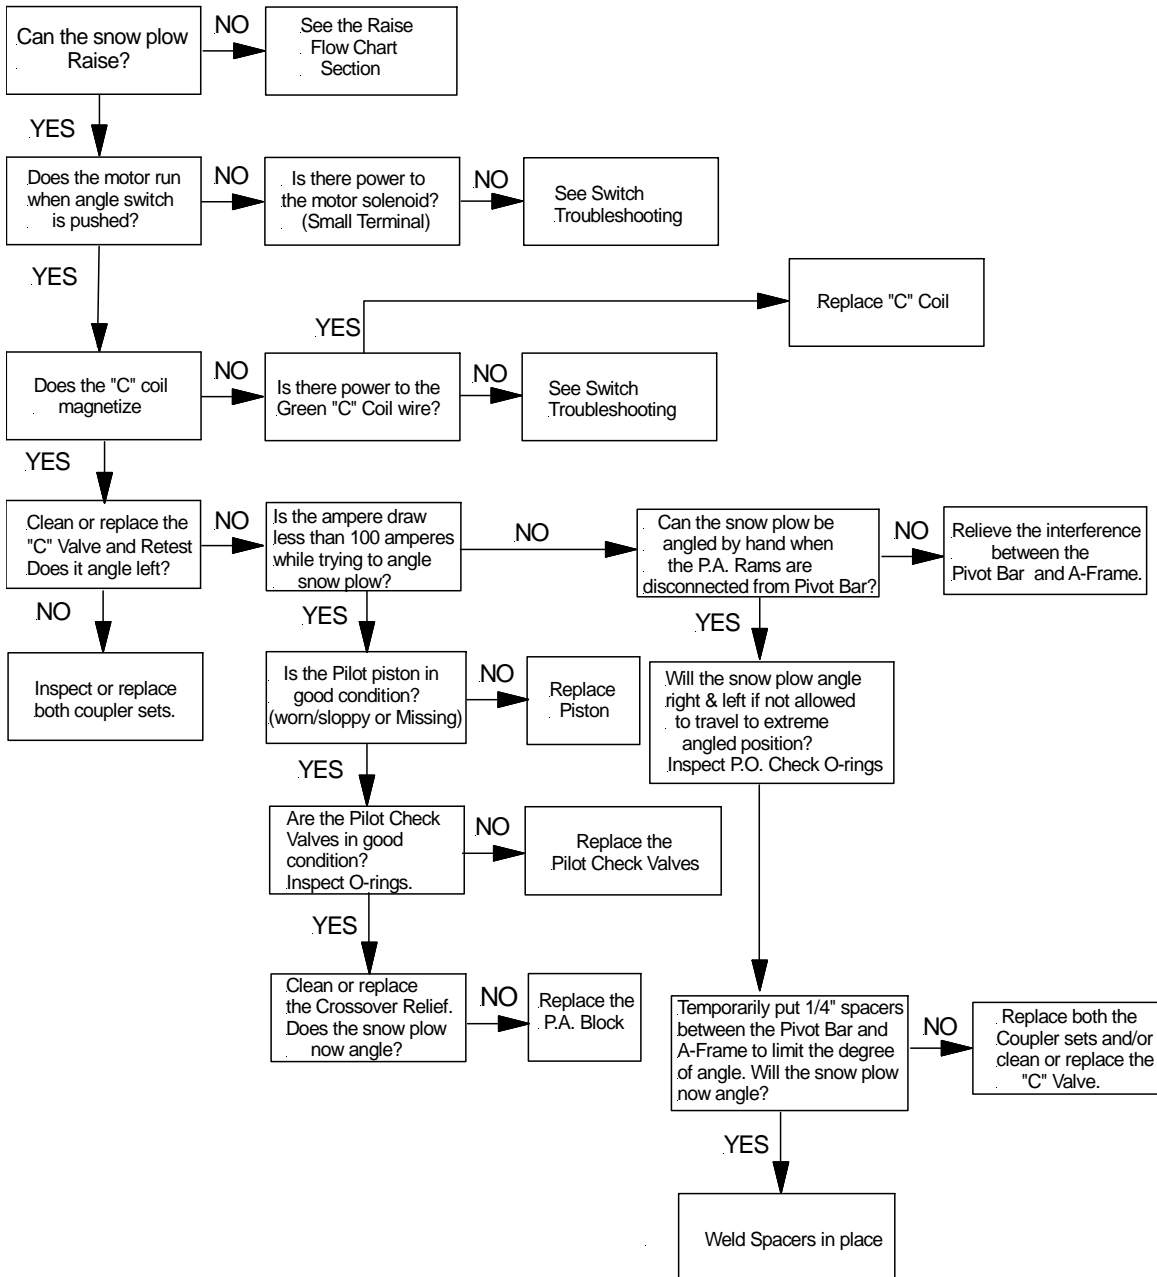 Can the snow plow
Raise?
NO
See the Raise
Flow Chart
Section
YES
Does the motor run
when angle switch
is pushed?
NO
Is there power to
the motor solenoid?
(Small Terminal)
NO
See Switch
Troubleshooting
YES
Replace "C" Coil
YES
Does the "C" coil
magnetize
NO
Is there power to the
Green "C" Coil wire?
NO
See Switch
Troubleshooting
YES
Clean or replace the
"C" Valve and Retest
Does it angle left?
NO
Is the ampere draw
less than 100 amperes
while trying to angle
snow plow?
NO
Can the snow plow be
angled by hand when
the P.A. Rams are
disconnected from Pivot Bar?
NO
Relieve the interference
between the
Pivot Bar and A-Frame.
NO
YES
YES
Inspect or replace
both coupler sets.
Is the Pilot piston in
good condition?
(worn/sloppy or Missing)
NO
Replace
Piston
Will the snow plow angle
right & left if not allowed
to travel to extreme
angled position?
Inspect P.O. Check O-rings
YES
Are the Pilot Check
Valves in good
condition?
Inspect O-rings.
NO
Replace the
Pilot Check Valves
YES
Clean or replace
the Crossover Relief.
Does the snow plow
now angle?
NO
Replace the
P.A. Block
Temporarily put 1/4" spacers
between the Pivot Bar and
A-Frame to limit the degree
of angle. Will the snow plow
now angle?
NO
Replace both the
Coupler sets and/or
clean or replace the
"C" Valve.
YES
Weld Spacers in place